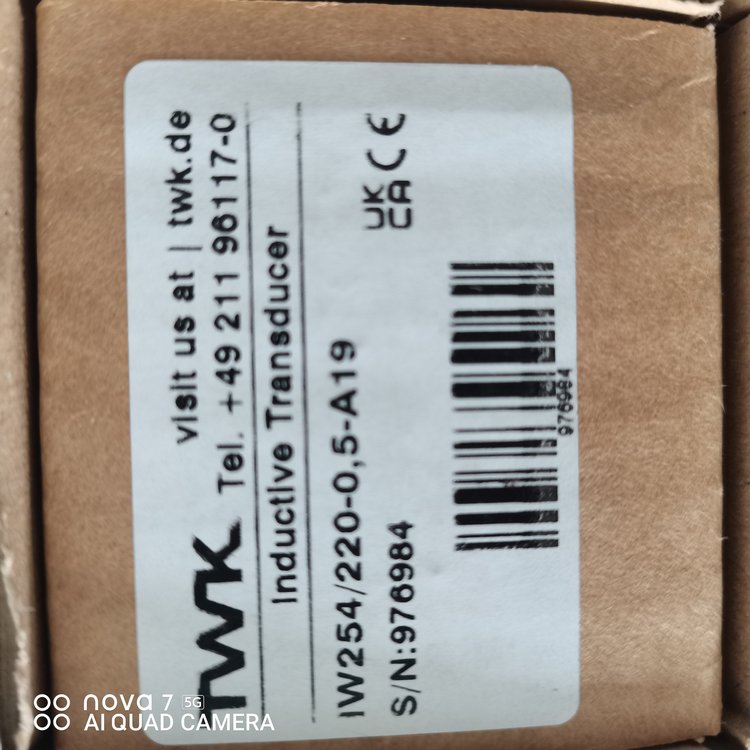 TWK
visit us at | twk.de
Tel. +49 211 96117-0
Inductive Transducer
IW254/220-0,5-A19
S/N:976984
UK
CA CE
976984
nova 7 5G
AI QUAD CAMERA